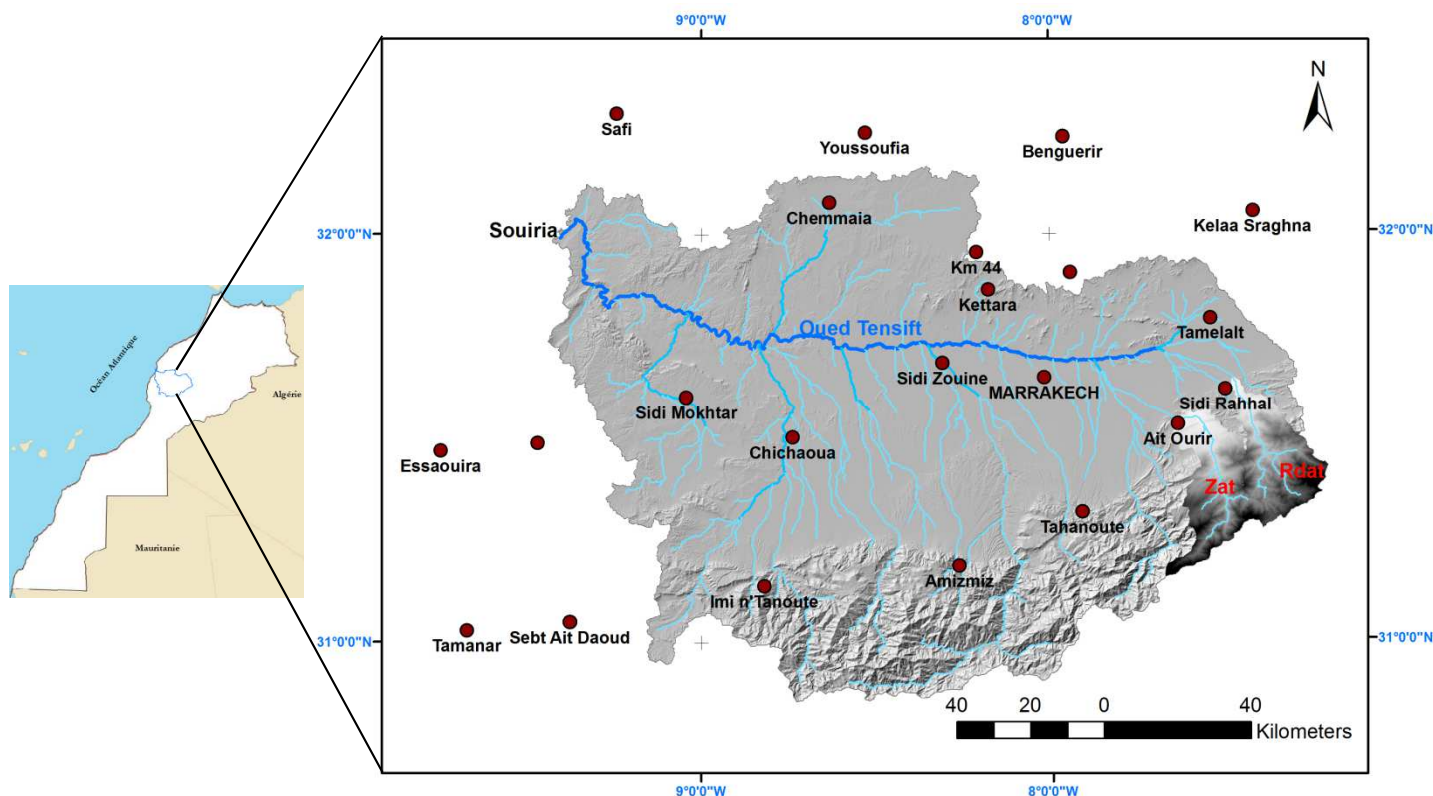 9°0'0"W
8°0'0"W
N
Safi
Youssoufia
Benguerir
Kelaa Sraghna
Chemmaia
Souiria
32°0'0"N
32°0'0"N
Km 44
Kettara
Oued Tensift
Tamelalt
Sidi Zouine
MARRAKECH
Sidi Rahhal
Sidi Mokhtar
Ait Ourir
Chichaoua
Essaouira
Zat
Rdat
Tahanoute
Amizmiz
Imi n'Tanoute
Tamanar
Sebt Ait Daoud
31°0'0"N
31°0'0"N
40 20 0 40
Kilometers
9°0'0"W
8°0'0"W
Océan Atlantique
Algérie
Mauritanie